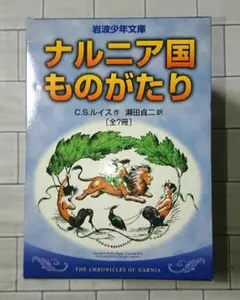 岩波少年文庫
ナルニア国
ものがたり
C.S.ルイス作 瀬田貞二訳
[全7冊]
THE CHRONICLES OF NARNIA